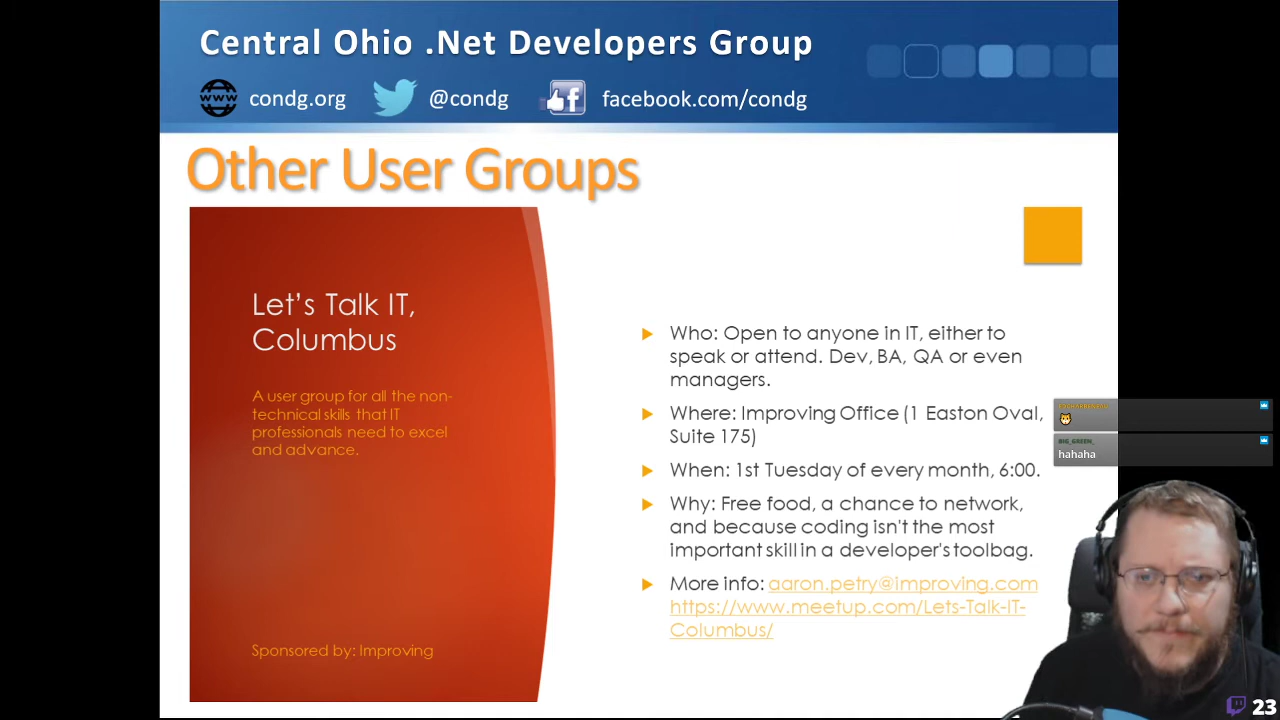 Central Ohio .Net Developers Group
www
condg.org
@condg
facebook.com/condg
Other User Groups
Let's Talk IT,
Columbus
A user group for all the non-
technical skills that IT
professionals need to excel
and advance.
Sponsored by: Improving
Who: Open to anyone in IT, either to
speak or attend. Dev, BA, QA or even
managers.
Where: Improving Office (1 Easton Oval,
Suite 175)
When: 1st Tuesday of every month, 6:00.
Why: Free food, a chance to network,
and because coding isn't the most
important skill in a developer's toolbag.
More info: aaron.petry@improving.com
https://www.meetup.com/Lets-Talk-IT-
Columbus/
BIG_GREEN_
hahaha
23